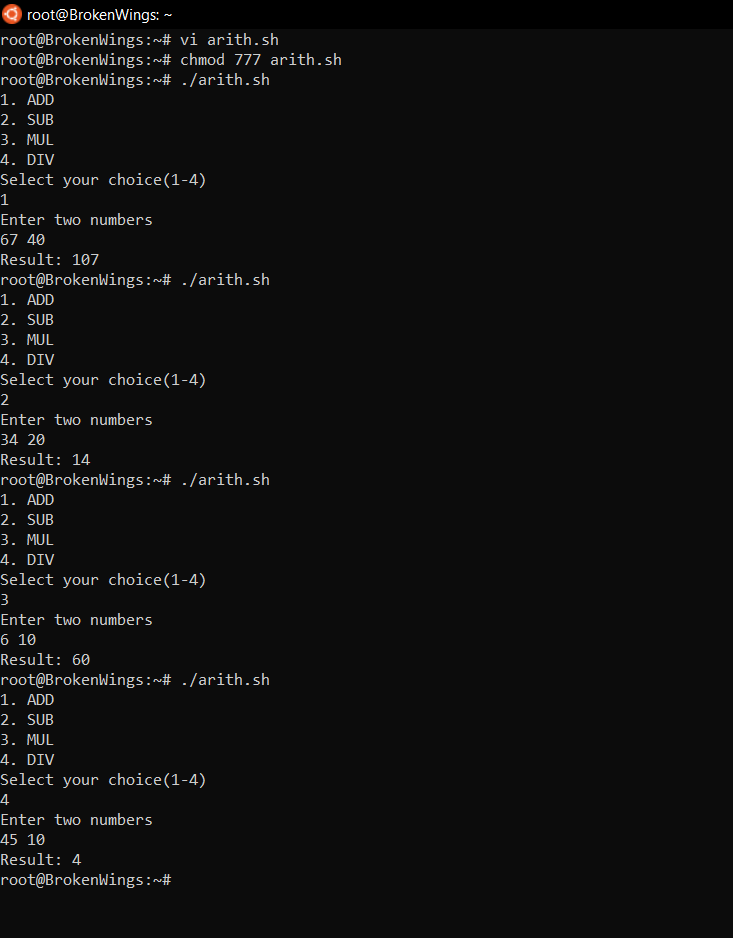 root@BrokenWings: ~
root@BrokenWings:~# vi arith.sh
root@BrokenWings:~# chmod 777 arith.sh
root@BrokenWings:~# ./arith.sh
1. ADD
2. SUB
3. MUL
4. DIV
Select your choice(1-4)
1
Enter two numbers
67 40
Result: 107
root@BrokenWings:~# ./arith.sh
1. ADD
2. SUB
3. MUL
4. DIV
Select your choice(1-4)
2
Enter two numbers
34 20
Result: 14
root@BrokenWings:~# ./arith.sh
1. ADD
2. SUB
3. MUL
4. DIV
Select your choice(1-4)
3
Enter two numbers
6 10
Result: 60
root@BrokenWings:~# ./arith.sh
1. ADD
2. SUB
3. MUL
4. DIV
Select your choice(1-4)
4
Enter two numbers
45 10
Result: 4
root@BrokenWings:~#